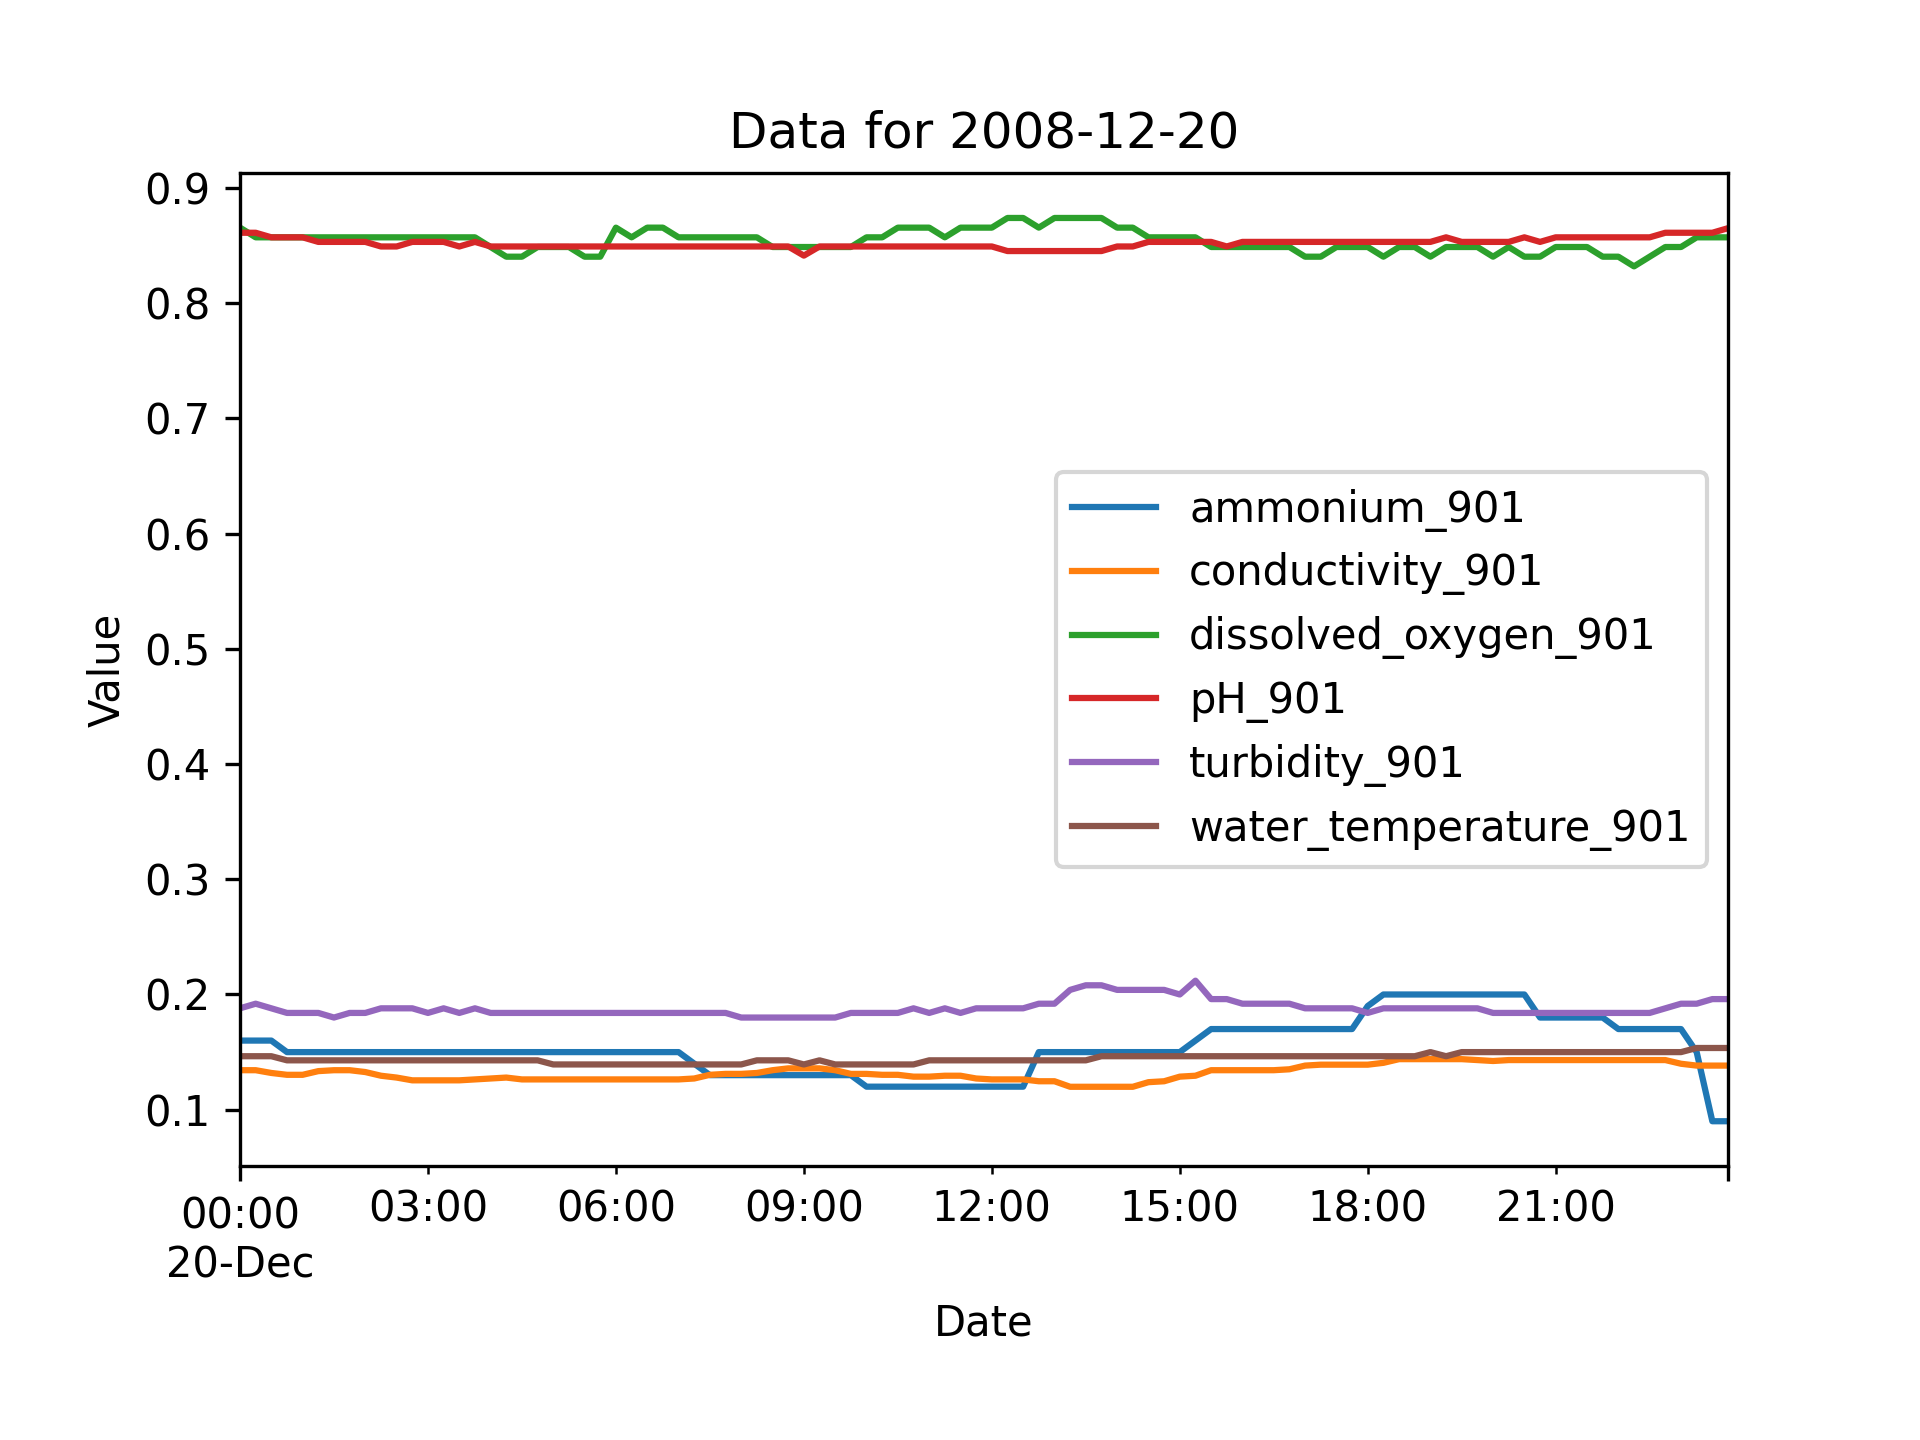 Data for 2008-12-20
0.9
0.8
0.7
0.6
0.5
0.4
0.3
0.2
0.1
Value
ammonium_901
conductivity_901
dissolved_oxygen_901
pH_901
turbidity_901
water_temperature_901
00:00 03:00 06:00 09:00 12:00 15:00 18:00 21:00
20-Dec
Date